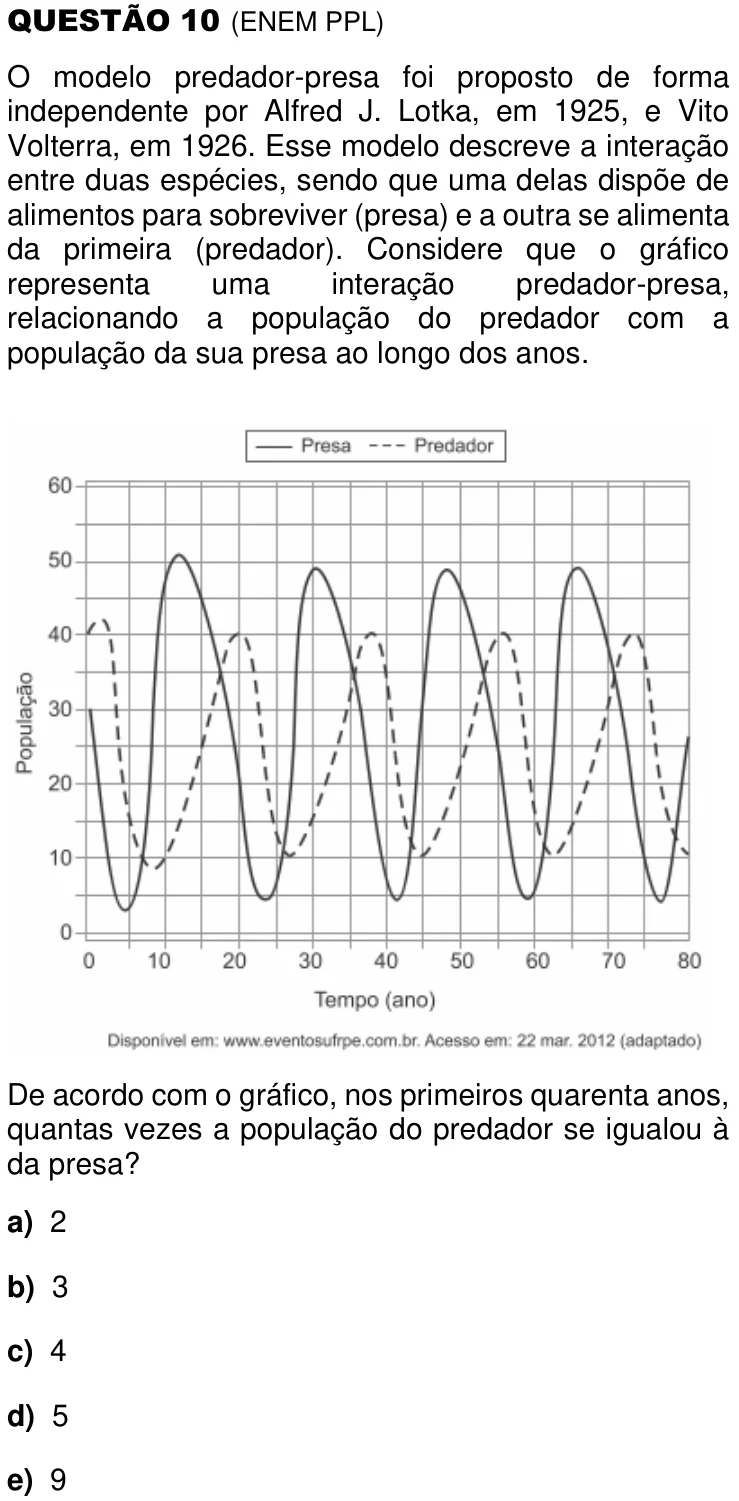 QUESTÃO 10 (ENEM PPL)
O modelo predador-presa foi proposto de forma
independente por Alfred J. Lotka, em 1925, e Vito
Volterra, em 1926. Esse modelo descreve a interação
entre duas espécies, sendo que uma delas dispõe de
alimentos para sobreviver (presa) e a outra se alimenta
da primeira (predador). Considere que o gráfico
representa uma interação predador-presa,
relacionando a população do predador com a
população da sua presa ao longo dos anos.
Presa Predador
60
50
40
30
20
10
0
População
0 10 20 30 40 50 60 70 80
Tempo (ano)
Disponível em: www.eventosufrpe.com.br. Acesso em: 22 mar. 2012 (adaptado)
De acordo com o gráfico, nos primeiros quarenta anos,
quantas vezes a população do predador se igualou à
da presa?
a) 2
b) 3
c) 4
d) 5
e) 9